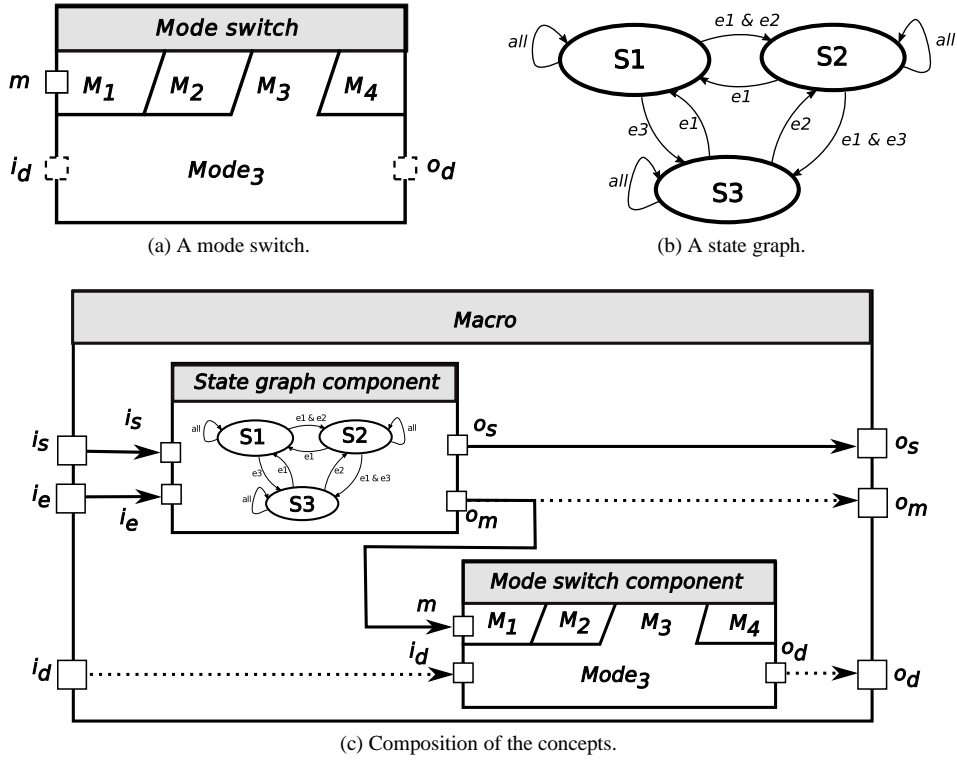 Mode switch
m
M1 M2 M3 M4
id
Mode3
od
(a) A mode switch.
all
S1
e1 & e2
S2
all
e1
e3
e1
e2
e1 & e3
all
S3
(b) A state graph.
Macro
State graph component
is
is
all
S1
e1 & e2
S2
all
e1
os
os
ie
ie
e3
e1
e2
e1 & e3
all
S3
om
om
Mode switch component
m
M1 M2 M3 M4
id
id
Mode3
od
od
(c) Composition of the concepts.